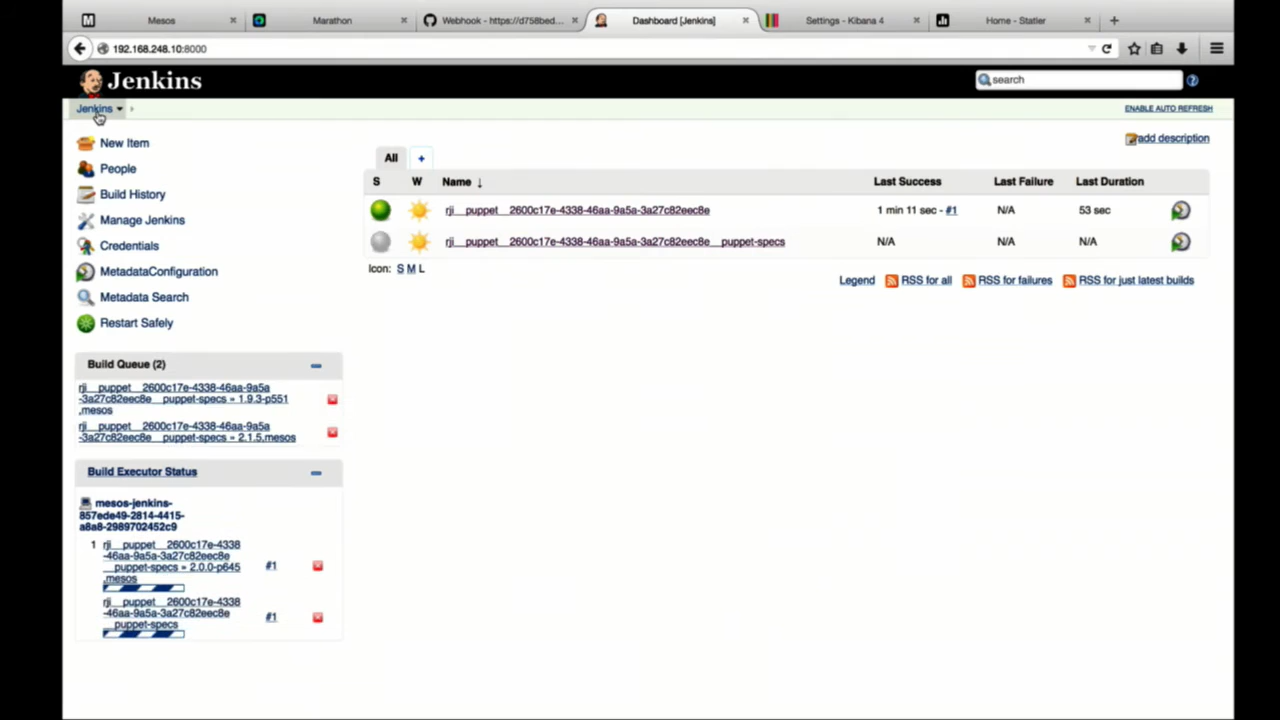 Mesos
Marathon
Webhook - https://d758bed...
Dashboard [Jenkins]
Settings - Kibana 4
Home - Statler
192.168.248.10:8000
Jenkins
search
Jenkins
ENABLE AUTO REFRESH
New Item
People
Build History
Manage Jenkins
Credentials
MetadataConfiguration
Metadata Search
Restart Safely
add description
All +
S W Name ↓ Last Success Last Failure Last Duration
rji__puppet__2600c17e-4338-46aa-9a5a-3a27c82eec8e 1 min 11 sec - #1 N/A 53 sec
rji__puppet__2600c17e-4338-46aa-9a5a-3a27c82eec8e__puppet-specs N/A N/A N/A
Icon: S M L
Legend RSS for all RSS for failures RSS for just latest builds
Build Queue (2)
rji__puppet__2600c17e-4338-46aa-9a5a
-3a27c82eec8e__puppet-specs » 1.9.3-p551
,mesos
rji__puppet__2600c17e-4338-46aa-9a5a
-3a27c82eec8e__puppet-specs » 2.1.5,mesos
Build Executor Status
mesos-jenkins-
857ede49-2814-4415-
a8a8-2989702452c9
1 rji__puppet__2600c17e-4338
-46aa-9a5a-3a27c82eec8e
__puppet-specs » 2.0.0-p645 #1
,mesos
rji__puppet__2600c17e-4338
-46aa-9a5a-3a27c82eec8e #1
__puppet-specs